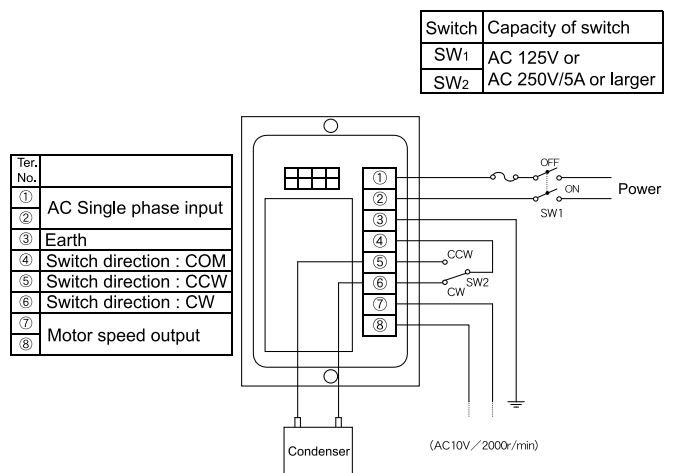 Switch Capacity of switch
SW1 AC 125V or
SW2 AC 250V/5A or larger
Ter.
No.
① AC Single phase input
②
③ Earth
④ Switch direction : COM
⑤ Switch direction : CCW
⑥ Switch direction : CW
⑦ Motor speed output
⑧
①
②
③
④
⑤
⑥
⑦
⑧
OFF
ON
Power
SW1
CCW
SW2
CW
Condenser
(AC10V／2000r/min)